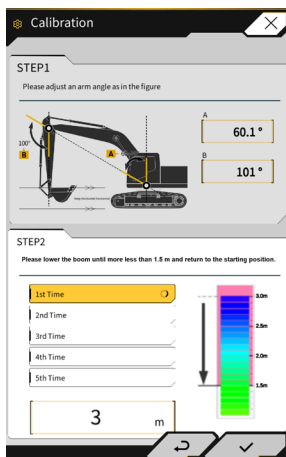 Calibration
STEP1
Please adjust an arm angle as in the figure
100°
B
A
A
60.1 °
B
101 °
STEP2
Please lower the boom until more less than 1.5 m and return to the starting position.
1st Time
2nd Time
3rd Time
4th Time
5th Time
3.0m
2.5m
2.0m
1.5m
3 m